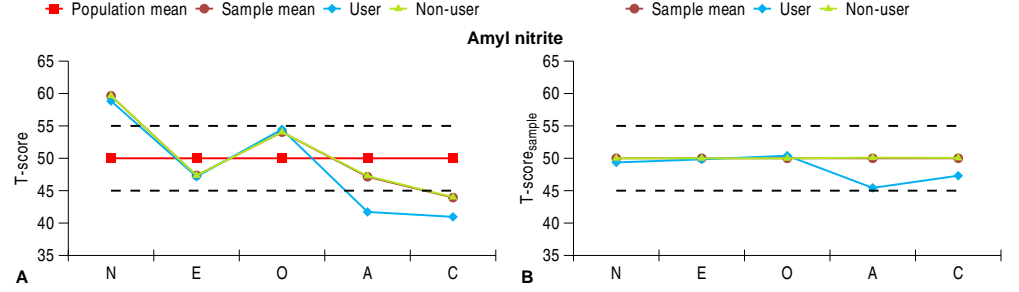 Population mean Sample mean User Non-user
Sample mean User Non-user
Amyl nitrite
T-score
65
60
55
50
45
40
35
N E O A C
A
T-scoresample
65
60
55
50
45
40
35
N E O A C
B